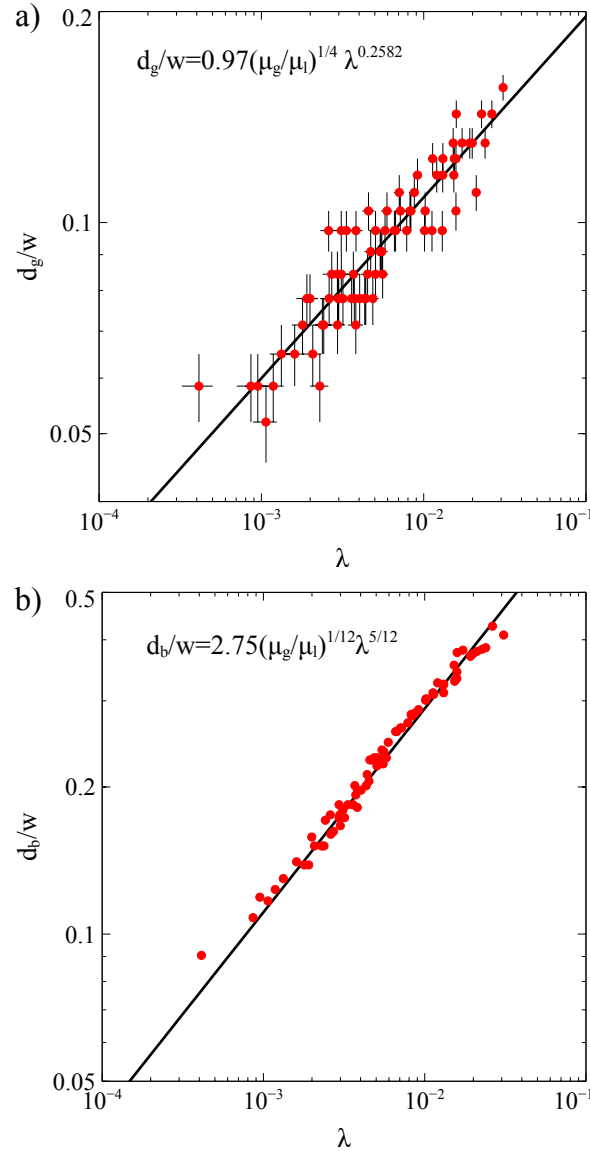 a)
0.2
d_g/w=0.97(μ_g/μ_l)^{1/4} λ^{0.2582}
0.1
d_g/w
0.05
10^{-4} 10^{-3} 10^{-2} 10^{-1}
λ
b)
0.5
d_b/w=2.75(μ_g/μ_l)^{1/12}λ^{5/12}
0.2
d_b/w
0.1
0.05
10^{-4} 10^{-3} 10^{-2} 10^{-1}
λ